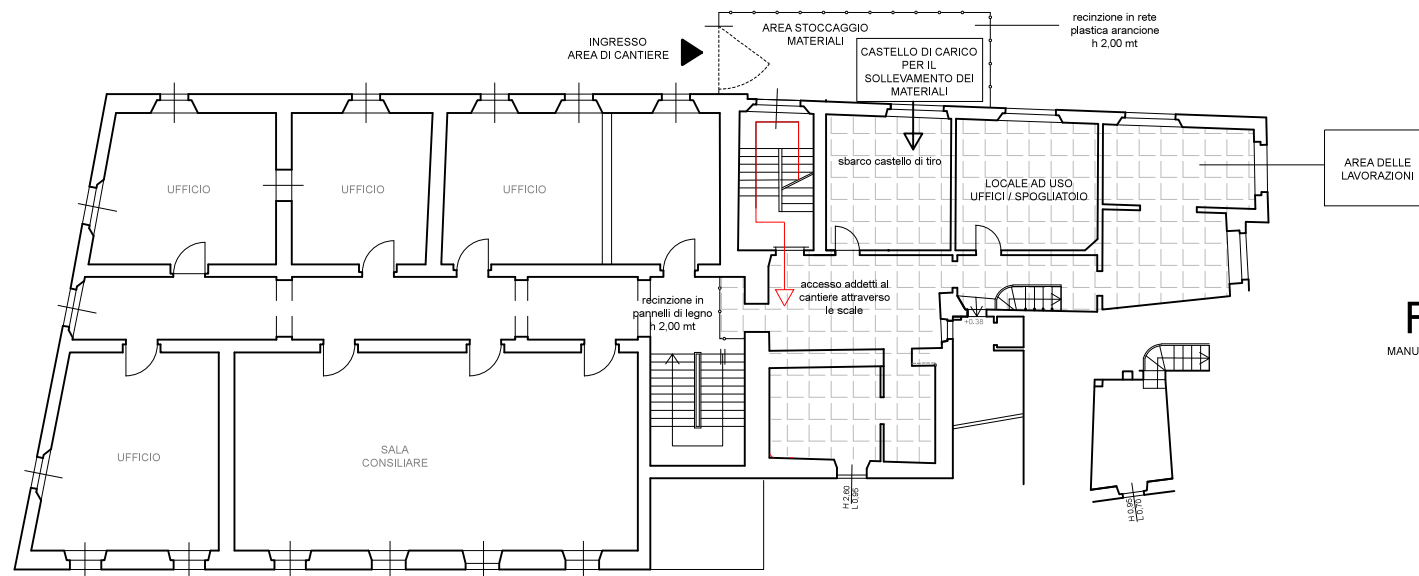 INGRESSO
AREA DI CANTIERE
AREA STOCCAGGIO
MATERIALI
recinzione in rete
plastica arancione
h 2,00 mt
CASTELLO DI CARICO
PER IL
SOLLEVAMENTO DEI
MATERIALI
UFFICIO
UFFICIO
UFFICIO
sbarco castello di tiro
LOCALE AD USO
UFFICI / SPOGLIATOIO
AREA DELLE
LAVORAZIONI
recinzione in
pannelli di legno
h 2,00 mt
accesso addetti al
cantiere attraverso
le scale
+0.38
F
MANU
UFFICIO
SALA
CONSILIARE
H 2.60
L 0.96
H 0.95
L 0.70